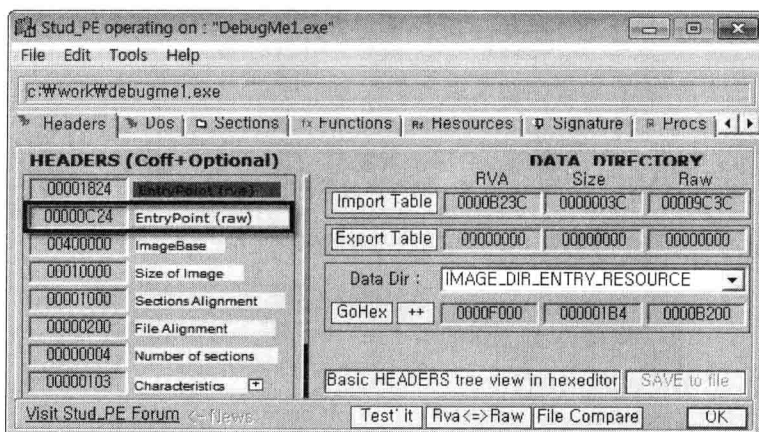 Stud_PE operating on : "DebugMe1.exe"
File Edit Tools Help
c:₩work₩debugme1.exe
Headers Dos Sections fx Functions Rs Resources Signature Procs
HEADERS (Coff+Optional)
00001824 EntryPoint (rva)
00000C24 EntryPoint (raw)
00400000 ImageBase
00010000 Size of Image
00001000 Sections Alignment
00000200 File Alignment
00000004 Number of sections
00000103 Characteristics +
DATA DIRECTORY
RVA Size Raw
Import Table 0000B23C 0000003C 00009C3C
Export Table 00000000 00000000 00000000
Data Dir : IMAGE_DIR_ENTRY_RESOURCE
GoHex ++ 0000F000 000001B4 0000B200
Basic HEADERS tree view in hexeditor SAVE to file
Visit Stud_PE Forum <- News Test' it Rva<=>Raw File Compare OK